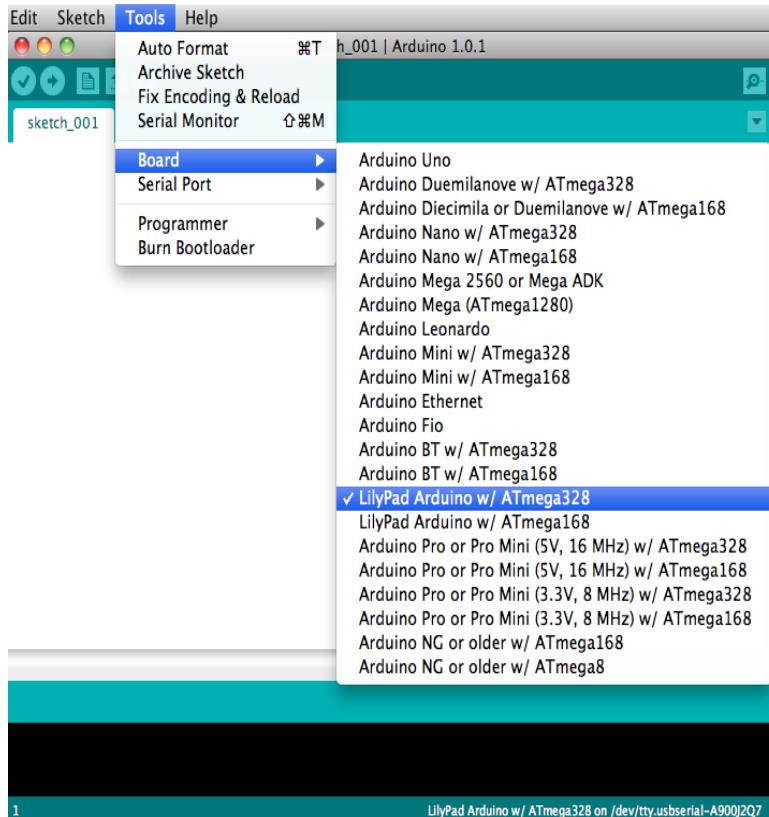 Edit Sketch Tools Help
h_001 | Arduino 1.0.1
Auto Format ⌘T
Archive Sketch
Fix Encoding & Reload
Serial Monitor ⇧⌘M
sketch_001
Board
Serial Port
Programmer
Burn Bootloader
Arduino Uno
Arduino Duemilanove w/ ATmega328
Arduino Diecimila or Duemilanove w/ ATmega168
Arduino Nano w/ ATmega328
Arduino Nano w/ ATmega168
Arduino Mega 2560 or Mega ADK
Arduino Mega (ATmega1280)
Arduino Leonardo
Arduino Mini w/ ATmega328
Arduino Mini w/ ATmega168
Arduino Ethernet
Arduino Fio
Arduino BT w/ ATmega328
Arduino BT w/ ATmega168
✓ LilyPad Arduino w/ ATmega328
LilyPad Arduino w/ ATmega168
Arduino Pro or Pro Mini (5V, 16 MHz) w/ ATmega328
Arduino Pro or Pro Mini (5V, 16 MHz) w/ ATmega168
Arduino Pro or Pro Mini (3.3V, 8 MHz) w/ ATmega328
Arduino Pro or Pro Mini (3.3V, 8 MHz) w/ ATmega168
Arduino NG or older w/ ATmega168
Arduino NG or older w/ ATmega8
1 LilyPad Arduino w/ ATmega328 on /dev/tty.usbserial-A900J2Q7